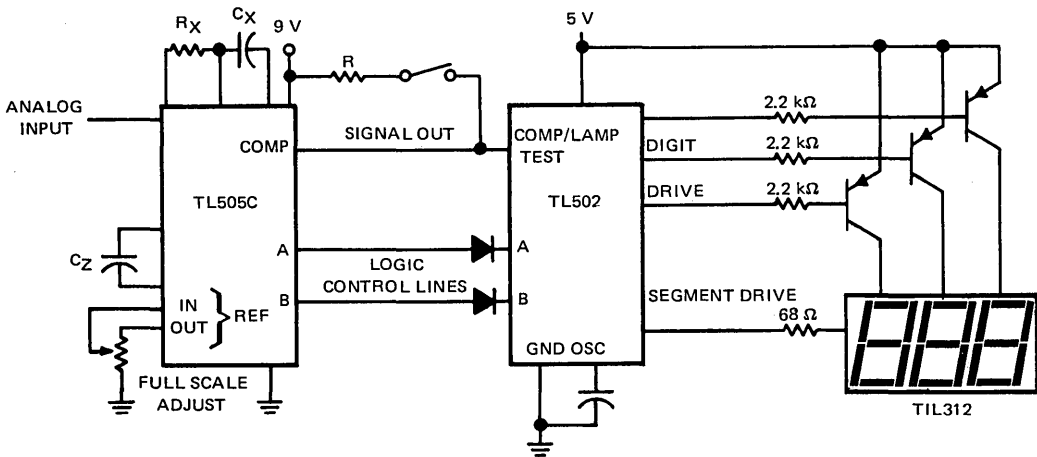 RX
CX
9 V
5 V
R
ANALOG
INPUT
COMP
SIGNAL OUT
COMP/LAMP
TEST
DIGIT
2.2 kΩ
2.2 kΩ
DRIVE
2.2 kΩ
TL505C
TL502
CZ
A
LOGIC
A
B
CONTROL LINES
B
IN
OUT
REF
SEGMENT DRIVE
68 Ω
GND OSC
FULL SCALE
ADJUST
TIL312